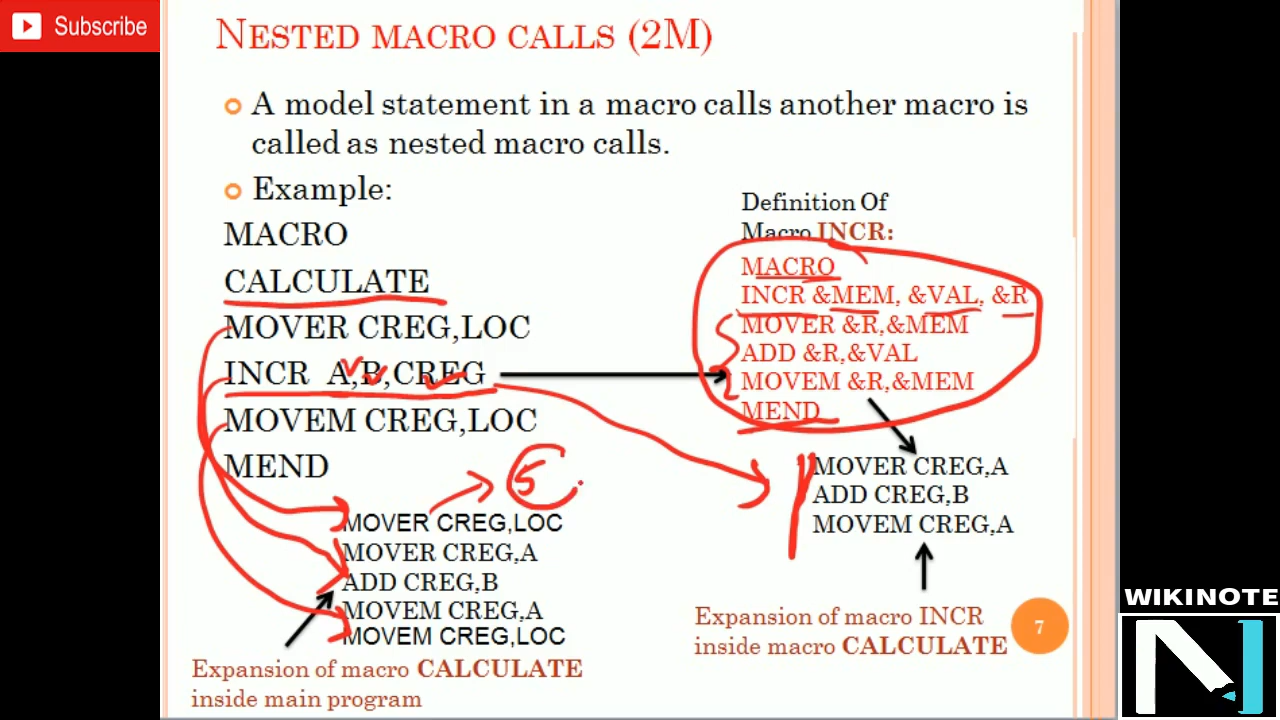 Subscribe
NESTED MACRO CALLS (2M)
A model statement in a macro calls another macro is
called as nested macro calls.
Example:
MACRO
CALCULATE
MOVER CREG,LOC
INCR A,B,CREG
MOVEM CREG,LOC
MEND
Definition Of
Macro INCR:
MACRO
INCR &MEM, &VAL, &R
MOVER &R,&MEM
ADD &R,&VAL
MOVEM &R,&MEM
MEND
MOVER CREG,A
ADD CREG,B
MOVEM CREG,A
Expansion of macro INCR
inside macro CALCULATE
5
MOVER CREG,LOC
MOVER CREG,A
ADD CREG,B
MOVEM CREG,A
MOVEM CREG,LOC
Expansion of macro CALCULATE
inside main program
7
WIKINOTE
N